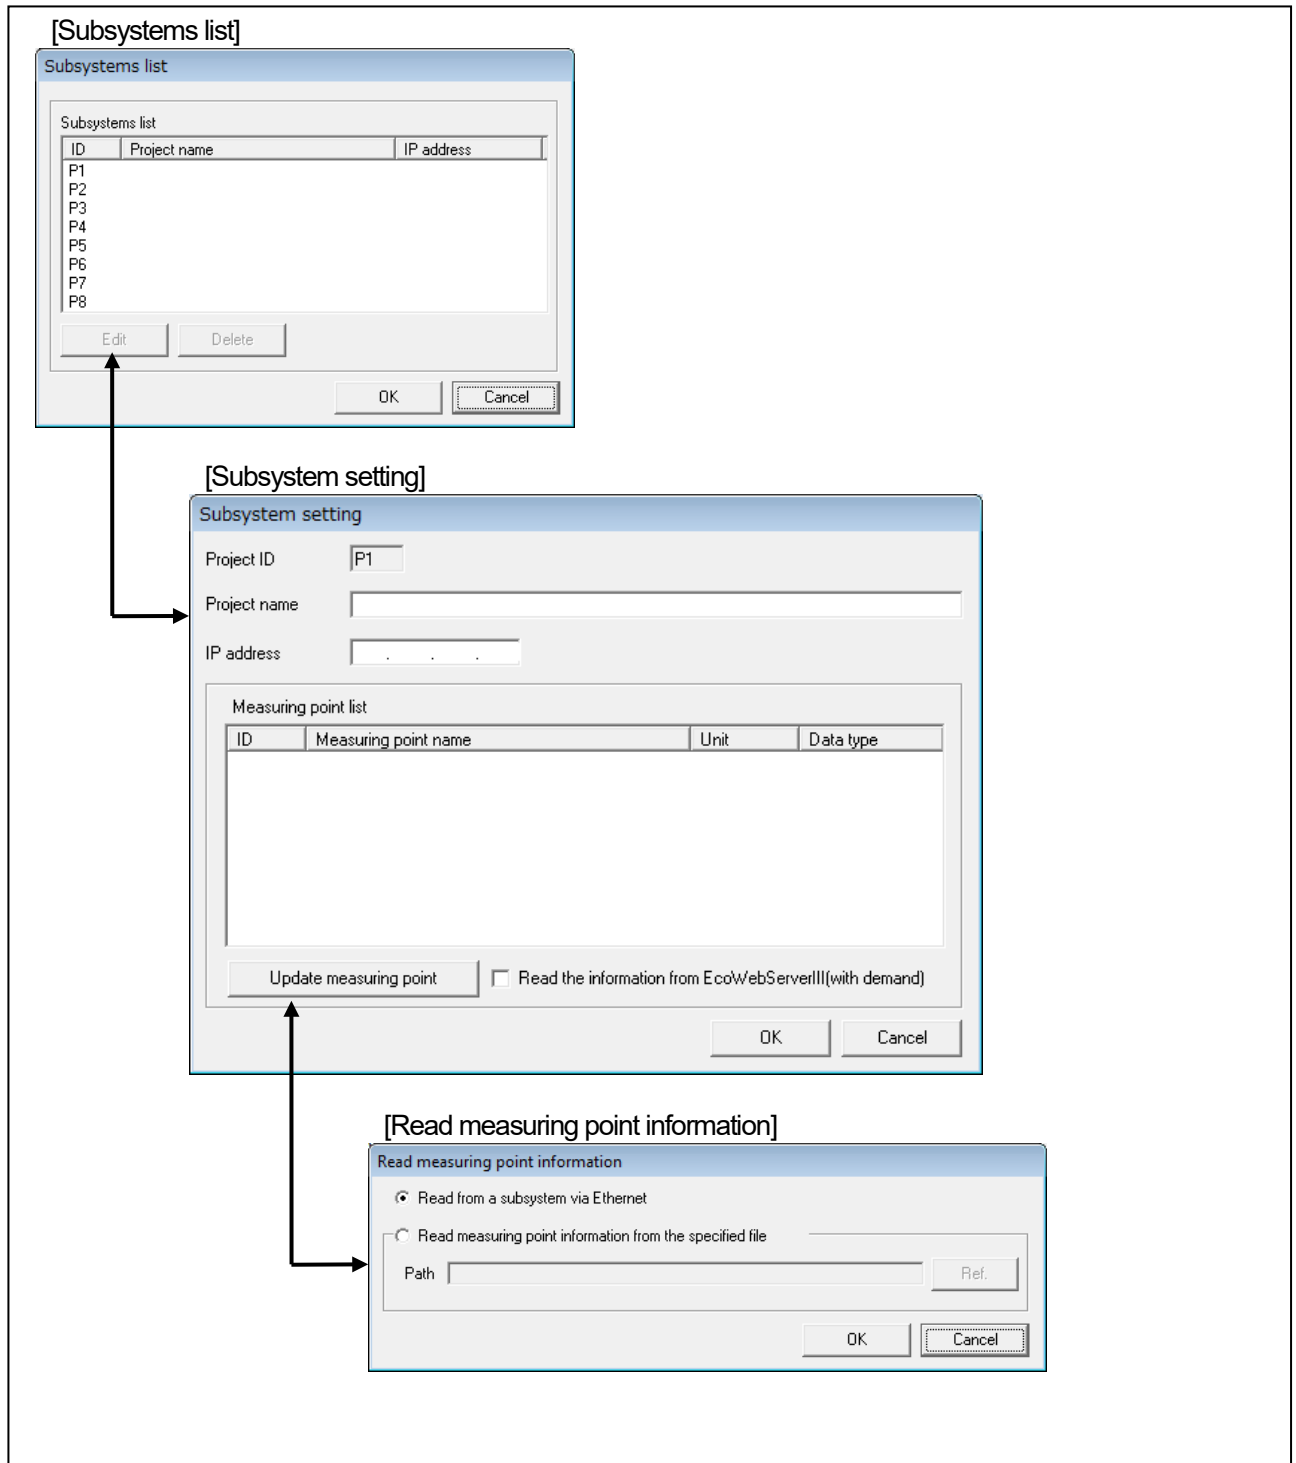 [Subsystems list]
Subsystems list
Subsystems list
ID Project name IP address
P1
P2
P3
P4
P5
P6
P7
P8
Edit Delete
OK Cancel
[Subsystem setting]
Subsystem setting
Project ID P1
Project name
IP address . . .
Measuring point list
ID Measuring point name Unit Data type
Update measuring point Read the information from EcoWebServerIII(with demand)
OK Cancel
[Read measuring point information]
Read measuring point information
Read from a subsystem via Ethernet
Read measuring point information from the specified file
Path Ref.
OK Cancel